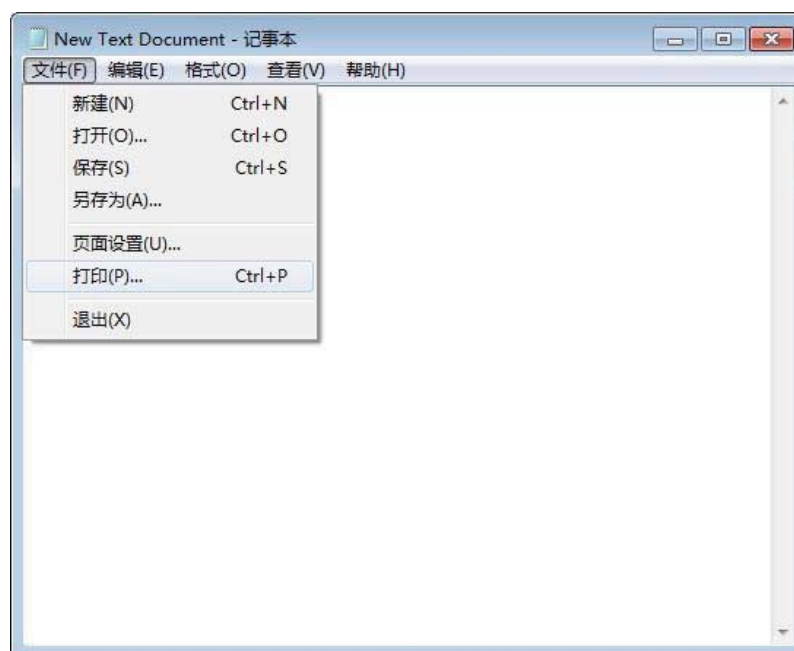 New Text Document - 记事本
文件(F) 编辑(E) 格式(O) 查看(V) 帮助(H)
新建(N) Ctrl+N
打开(O)... Ctrl+O
保存(S) Ctrl+S
另存为(A)...
页面设置(U)...
打印(P)... Ctrl+P
退出(X)